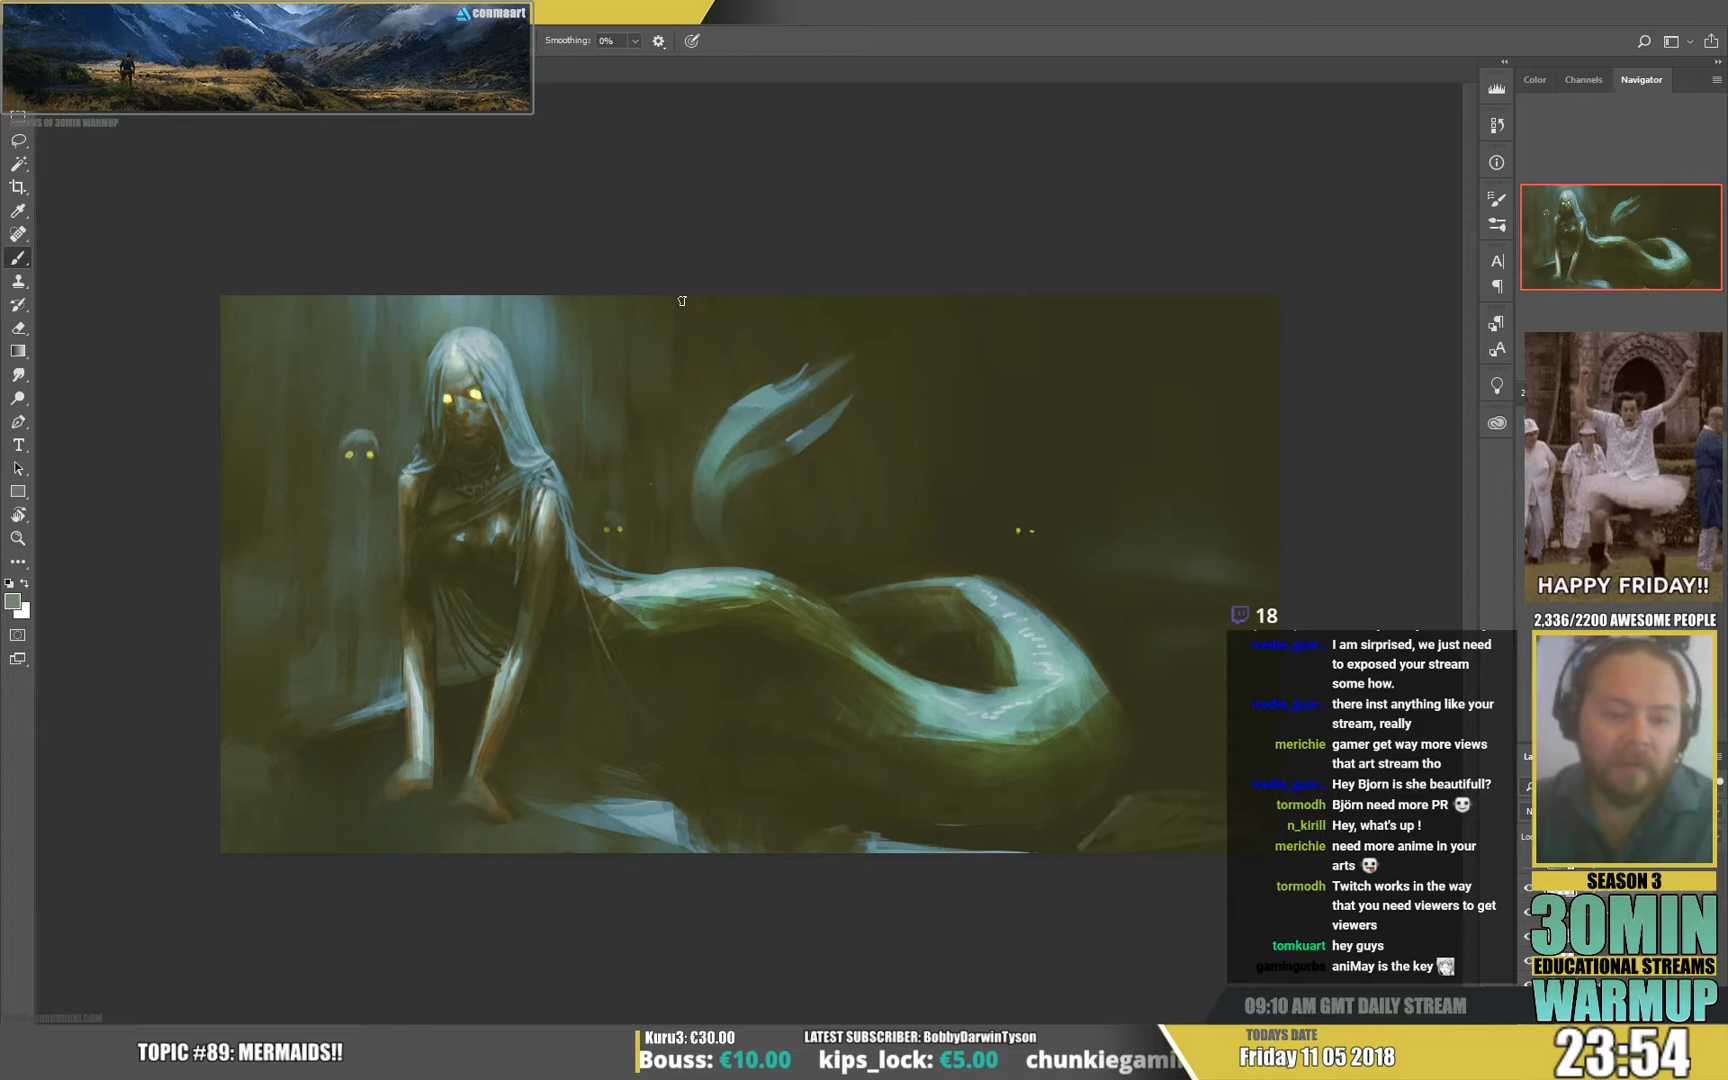 conmaart
Smoothing: 0%
Color Channels Navigator
OF 30MIN WARMUP
HAPPY FRIDAY!!
2,336/2200 AWESOME PEOPLE
18
I am sirprised, we just need
to exposed your stream
some how.
there inst anything like your
stream, really
merichie gamer get way more views
that art stream tho
Hey Bjorn is she beautifull?
tormodh Björn need more PR
n_kirill Hey, what's up !
merichie need more anime in your
arts
tormodh Twitch works in the way
that you need viewers to get
viewers
tomkuart hey guys
gamingurbs aniMay is the key
SEASON 3
30MIN
EDUCATIONAL STREAMS
WARMUP
09:10 AM GMT DAILY STREAM
TOPIC #89: MERMAIDS!!
Kuru3: €30.00
LATEST SUBSCRIBER: BobbyDarwinTyson
Bouss: €10.00 kips_lock: €5.00 chunkiegami
TODAYS DATE
Friday 11 05 2018
23:54